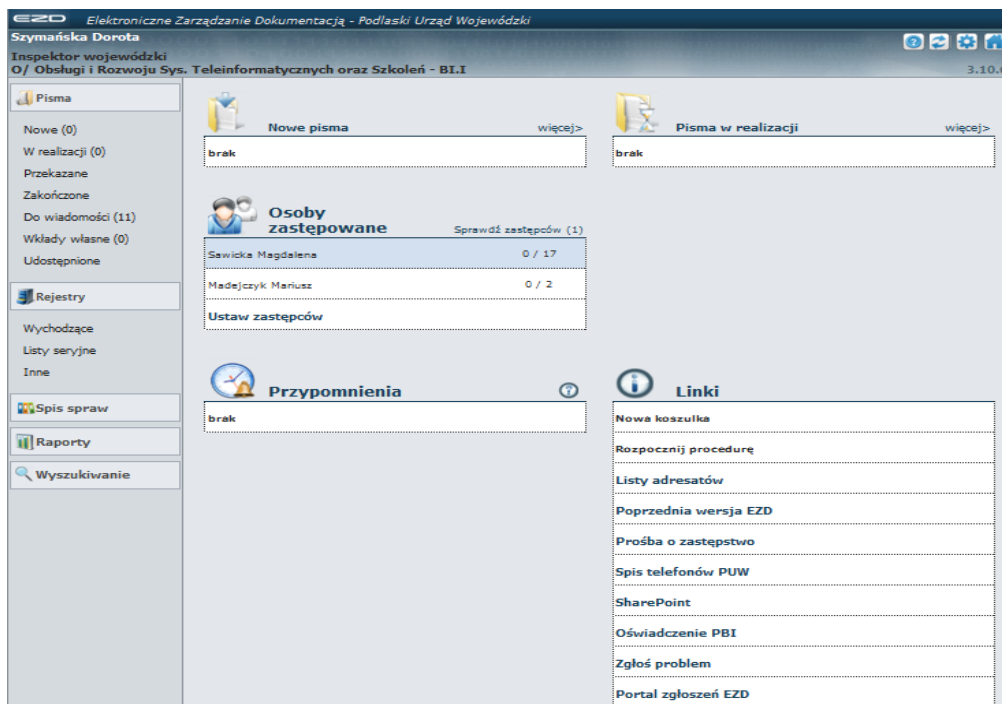 EZD Elektroniczne Zarządzanie Dokumentacją - Podlaski Urząd Wojewódzki
Szymańska Dorota
Inspektor wojewódzki
O/ Obsługi i Rozwoju Sys. Teleinformatycznych oraz Szkoleń - BI.I
3.10.
Pisma
Nowe (0)
W realizacji (0)
Przekazane
Zakończone
Do wiadomości (11)
Wkłady własne (0)
Udostępnione
Rejestry
Wychodzące
Listy seryjne
Inne
Spis spraw
Raporty
Wyszukiwanie
Nowe pisma więcej>
brak
Pisma w realizacji więcej>
brak
Osoby
zastępowane Sprawdź zastępców (1)
Sawicka Magdalena 0 / 17
Madejczyk Mariusz 0 / 2
Ustaw zastępców
Przypomnienia
brak
Linki
Nowa koszulka
Rozpocznij procedurę
Listy adresatów
Poprzednia wersja EZD
Prośba o zastępstwo
Spis telefonów PUW
SharePoint
Oświadczenie PBI
Zgłoś problem
Portal zgłoszeń EZD